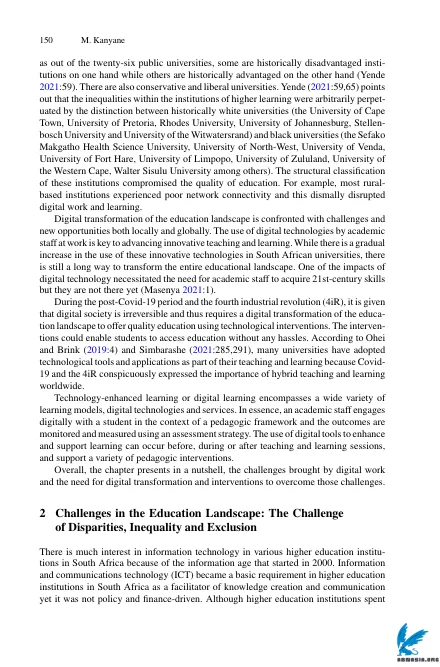 150 M. Kanyane
as out of the twenty-six public universities, some are historically disadvantaged insti-
tutions on one hand while others are historically advantaged on the other hand (Yende
2021:59). There are also conservative and liberal universities. Yende (2021:59,65) points
out that the inequalities within the institutions of higher learning were arbitrarily perpet-
uated by the distinction between historically white universities (the University of Cape
Town, University of Pretoria, Rhodes University, University of Johannesburg, Stellen-
bosch University and University of the Witwatersrand) and black universities (the Sefako
Makgatho Health Science University, University of North-West, University of Venda,
University of Fort Hare, University of Limpopo, University of Zululand, University of
the Western Cape, Walter Sisulu University among others). The structural classification
of these institutions compromised the quality of education. For example, most rural-
based institutions experienced poor network connectivity and this dismally disrupted
digital work and learning.
Digital transformation of the education landscape is confronted with challenges and
new opportunities both locally and globally. The use of digital technologies by academic
staff at work is key to advancing innovative teaching and learning. While there is a gradual
increase in the use of these innovative technologies in South African universities, there
is still a long way to transform the entire educational landscape. One of the impacts of
digital technology necessitated the need for academic staff to acquire 21st-century skills
but they are not there yet (Masenya 2021:1).
During the post-Covid-19 period and the fourth industrial revolution (4iR), it is given
that digital society is irreversible and thus requires a digital transformation of the educa-
tion landscape to offer quality education using technological interventions. The interven-
tions could enable students to access education without any hassles. According to Ohei
and Brink (2019:4) and Simbarashe (2021:285,291), many universities have adopted
technological tools and applications as part of their teaching and learning because Covid-
19 and the 4iR conspicuously expressed the importance of hybrid teaching and learning
worldwide.
Technology-enhanced learning or digital learning encompasses a wide variety of
learning models, digital technologies and services. In essence, an academic staff engages
digitally with a student in the context of a pedagogic framework and the outcomes are
monitored and measured using an assessment strategy. The use of digital tools to enhance
and support learning can occur before, during or after teaching and learning sessions,
and support a variety of pedagogic interventions.
Overall, the chapter presents in a nutshell, the challenges brought by digital work
and the need for digital transformation and interventions to overcome those challenges.
2 Challenges in the Education Landscape: The Challenge
of Disparities, Inequality and Exclusion
There is much interest in information technology in various higher education institu-
tions in South Africa because of the information age that started in 2000. Information
and communications technology (ICT) became a basic requirement in higher education
institutions in South Africa as a facilitator of knowledge creation and communication
yet it was not policy and finance-driven. Although higher education institutions spent